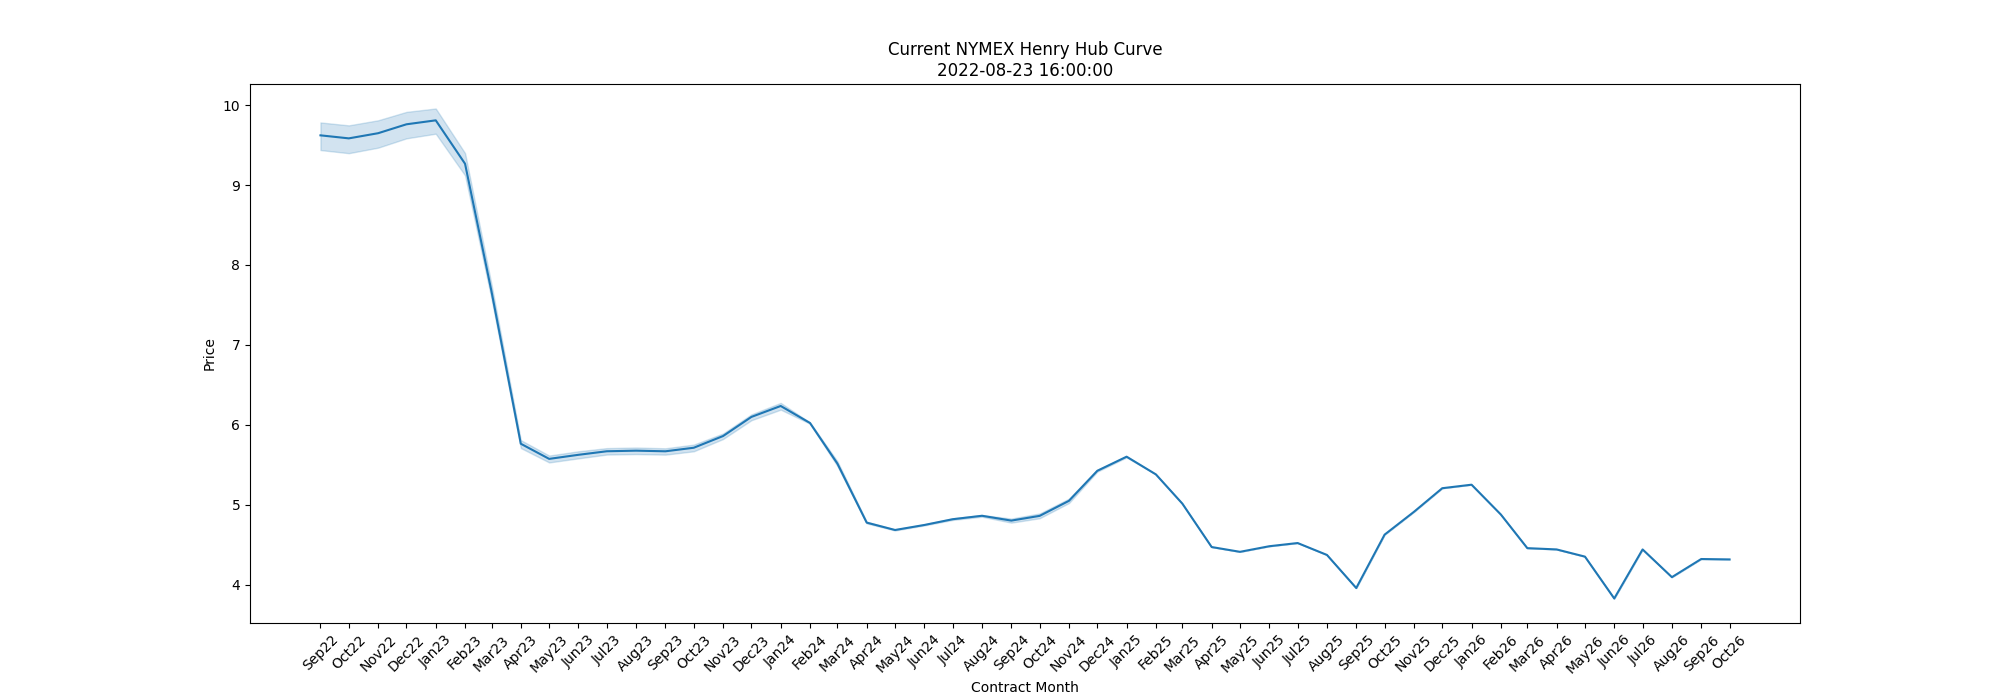 Current NYMEX Henry Hub Curve
2022-08-23 16:00:00
10
9
8
7
6
5
4
Price
Sep22
Oct22
Nov22
Dec22
Jan23
Feb23
Mar23
Apr23
May23
Jun23
Jul23
Aug23
Sep23
Oct23
Nov23
Dec23
Jan24
Feb24
Mar24
Apr24
May24
Jun24
Jul24
Aug24
Sep24
Oct24
Nov24
Dec24
Jan25
Feb25
Mar25
Apr25
May25
Jun25
Jul25
Aug25
Sep25
Oct25
Nov25
Dec25
Jan26
Feb26
Mar26
Apr26
May26
Jun26
Jul26
Aug26
Sep26
Oct26
Contract Month